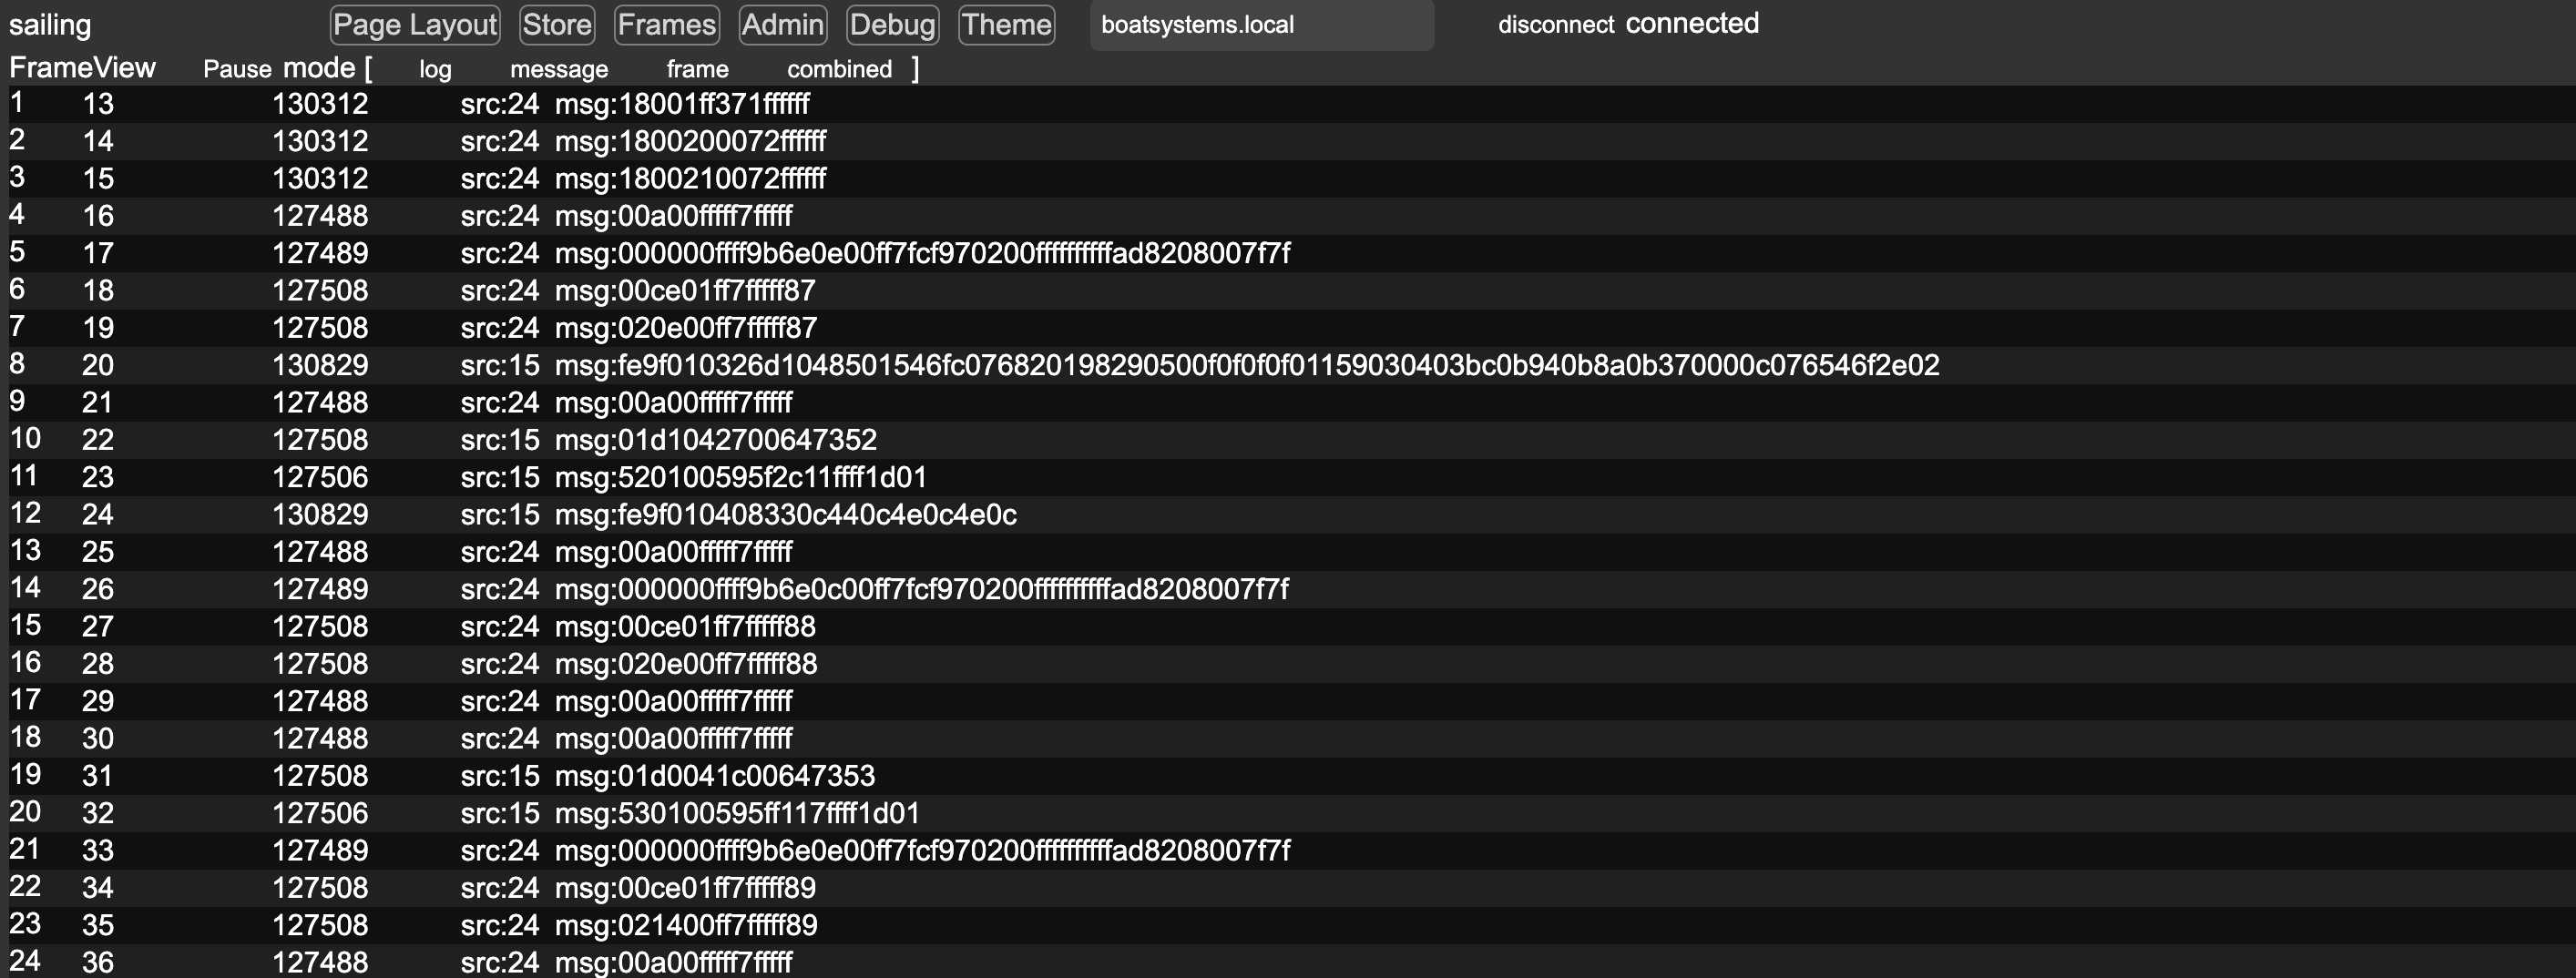 sailing Page Layout Store Frames Admin Debug Theme boatsystems.local disconnect connected
FrameView Pause mode [ log message frame combined ]
1 13 130312 src:24 msg:18001ff371ffffff
2 14 130312 src:24 msg:1800200072ffffff
3 15 130312 src:24 msg:1800210072ffffff
4 16 127488 src:24 msg:00a00fffff7fffff
5 17 127489 src:24 msg:000000ffff9b6e0e00ff7fcf970200ffffffffffad8208007f7f
6 18 127508 src:24 msg:00ce01ff7fffff87
7 19 127508 src:24 msg:020e00ff7fffff87
8 20 130829 src:15 msg:fe9f010326d1048501546fc076820198290500f0f0f0f01159030403bc0b940b8a0b370000c076546f2e02
9 21 127488 src:24 msg:00a00fffff7fffff
10 22 127508 src:15 msg:01d1042700647352
11 23 127506 src:15 msg:520100595f2c11ffff1d01
12 24 130829 src:15 msg:fe9f010408330c440c4e0c4e0c
13 25 127488 src:24 msg:00a00fffff7fffff
14 26 127489 src:24 msg:000000ffff9b6e0c00ff7fcf970200ffffffffffad8208007f7f
15 27 127508 src:24 msg:00ce01ff7fffff88
16 28 127508 src:24 msg:020e00ff7fffff88
17 29 127488 src:24 msg:00a00fffff7fffff
18 30 127488 src:24 msg:00a00fffff7fffff
19 31 127508 src:15 msg:01d0041c00647353
20 32 127506 src:15 msg:530100595ff117ffff1d01
21 33 127489 src:24 msg:000000ffff9b6e0e00ff7fcf970200ffffffffffad8208007f7f
22 34 127508 src:24 msg:00ce01ff7fffff89
23 35 127508 src:24 msg:021400ff7fffff89
24 36 127488 src:24 msg:00a00fffff7fffff